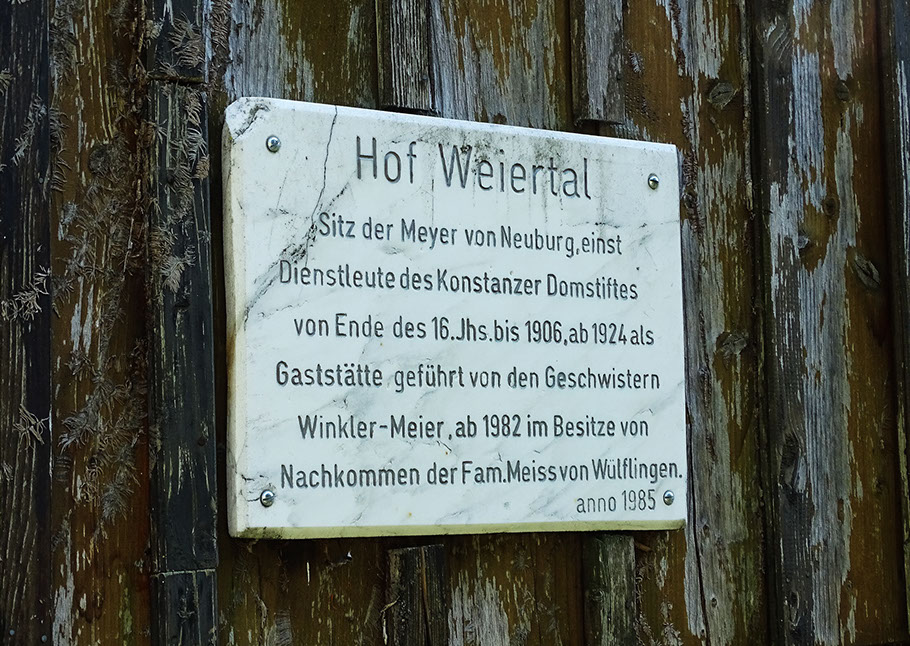 Hof Weiertal
Sitz der Meyer von Neuburg, einst
Dienstleute des Konstanzer Domstiftes
von Ende des 16. Jhs. bis 1906, ab 1924 als
Gaststätte geführt von den Geschwistern
Winkler-Meier, ab 1982 im Besitze von
Nachkommen der Fam. Meiss von Wülflingen.
anno 1985